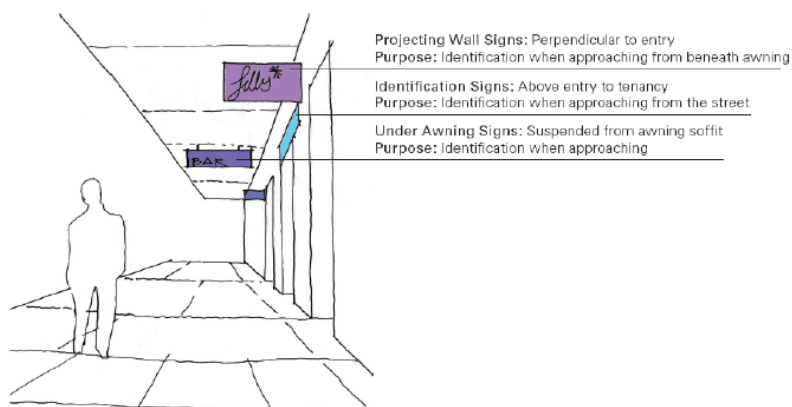 Projecting Wall Signs: Perpendicular to entry
Purpose: Identification when approaching from beneath awning
Identification Signs: Above entry to tenancy
Purpose: Identification when approaching from the street
Under Awning Signs: Suspended from awning soffit
Purpose: Identification when approaching
BAR